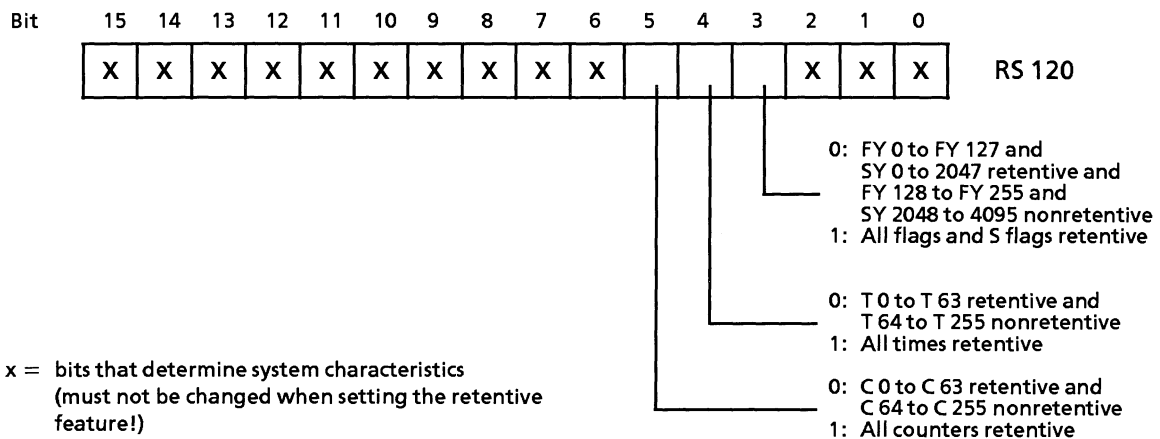 Bit 15 14 13 12 11 10 9 8 7 6 5 4 3 2 1 0
X X X X X X X X X X X X X RS 120
0: FY 0 to FY 127 and
SY 0 to 2047 retentive and
FY 128 to FY 255 and
SY 2048 to 4095 nonretentive
1: All flags and S flags retentive
0: T 0 to T 63 retentive and
T 64 to T 255 nonretentive
1: All times retentive
x = bits that determine system characteristics
(must not be changed when setting the retentive
feature!)
0: C 0 to C 63 retentive and
C 64 to C 255 nonretentive
1: All counters retentive